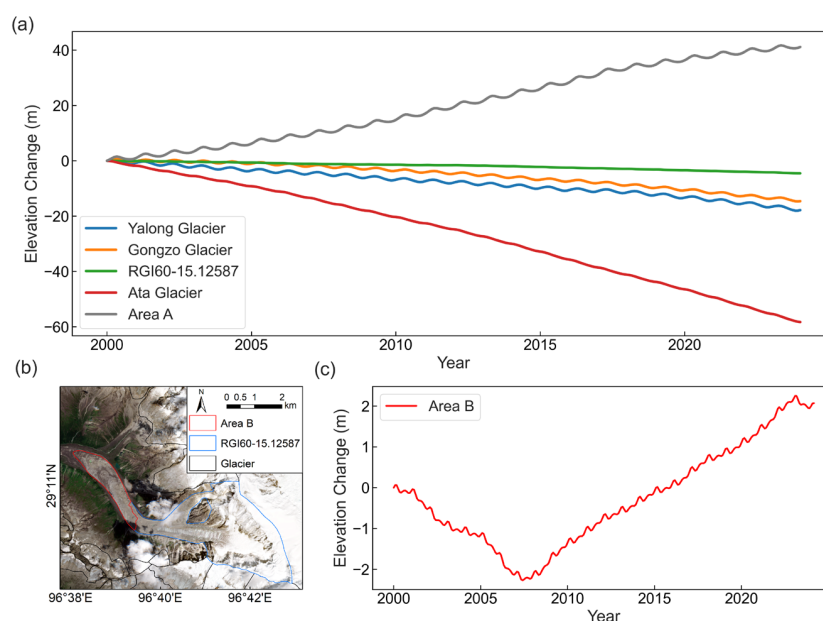 (a)
40
20
0
−20
−40
−60
Elevation Change (m)
Yalong Glacier
Gongzo Glacier
RGI60-15.12587
Ata Glacier
Area A
2000 2005 2010 2015 2020
Year
(b)
N
0 0.5 1 2
km
Area B
RGI60-15.12587
Glacier
29°11'N
96°38'E 96°40'E 96°42'E
(c)
Area B
2
1
0
−1
−2
Elevation Change (m)
2000 2005 2010 2015 2020
Year